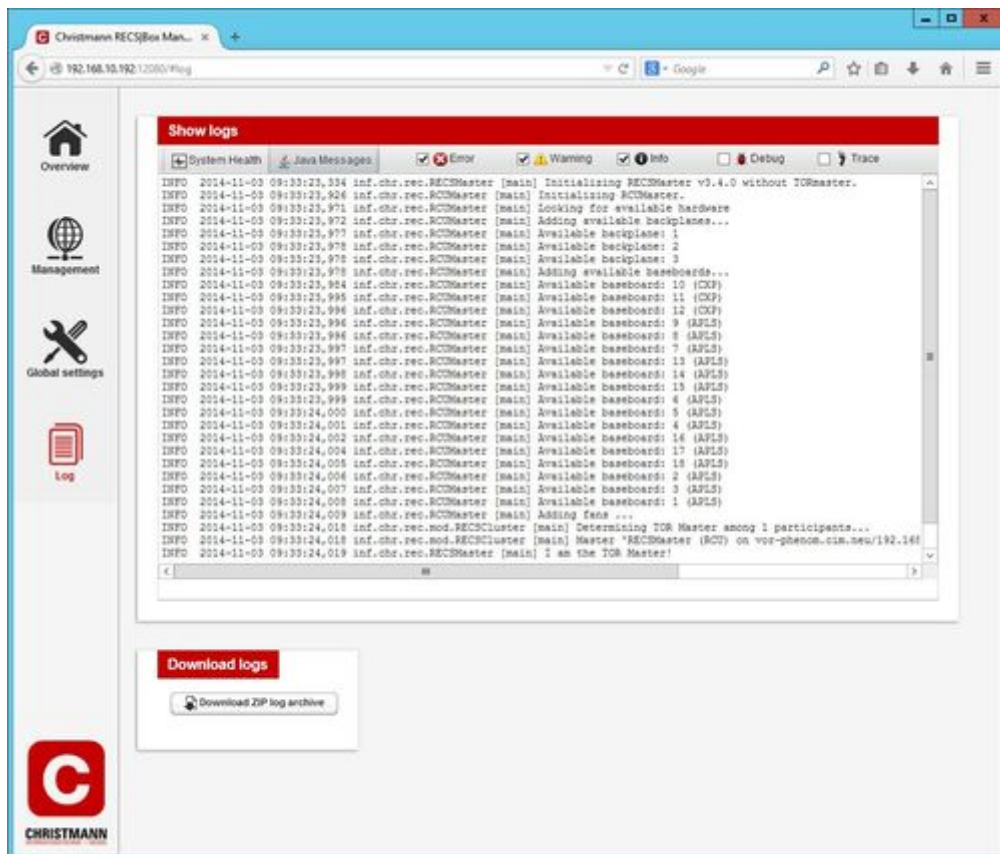 Christmann RECS|Box Man...
192.168.10.192:12080/#log
Google
Overview
Management
Global settings
Log
Show logs
System Health Java Messages Error Warning Info Debug Trace
INFO 2014-11-03 09:33:23,334 inf.chr.rec.RECSMaster [main] Initializing RECSMaster v3.4.0 without TORmaster.
INFO 2014-11-03 09:33:23,926 inf.chr.rec.RCUMaster [main] Initializing RCUMaster.
INFO 2014-11-03 09:33:23,971 inf.chr.rec.RCUMaster [main] Looking for available hardware
INFO 2014-11-03 09:33:23,972 inf.chr.rec.RCUMaster [main] Adding available backplanes...
INFO 2014-11-03 09:33:23,977 inf.chr.rec.RCUMaster [main] Available backplane: 1
INFO 2014-11-03 09:33:23,978 inf.chr.rec.RCUMaster [main] Available backplane: 2
INFO 2014-11-03 09:33:23,978 inf.chr.rec.RCUMaster [main] Available backplane: 3
INFO 2014-11-03 09:33:23,978 inf.chr.rec.RCUMaster [main] Adding available baseboards...
INFO 2014-11-03 09:33:23,984 inf.chr.rec.RCUMaster [main] Available baseboard: 10 (CXP)
INFO 2014-11-03 09:33:23,995 inf.chr.rec.RCUMaster [main] Available baseboard: 11 (CXP)
INFO 2014-11-03 09:33:23,996 inf.chr.rec.RCUMaster [main] Available baseboard: 12 (CXP)
INFO 2014-11-03 09:33:23,996 inf.chr.rec.RCUMaster [main] Available baseboard: 9 (APLS)
INFO 2014-11-03 09:33:23,996 inf.chr.rec.RCUMaster [main] Available baseboard: 8 (APLS)
INFO 2014-11-03 09:33:23,997 inf.chr.rec.RCUMaster [main] Available baseboard: 7 (APLS)
INFO 2014-11-03 09:33:23,997 inf.chr.rec.RCUMaster [main] Available baseboard: 13 (APLS)
INFO 2014-11-03 09:33:23,998 inf.chr.rec.RCUMaster [main] Available baseboard: 14 (APLS)
INFO 2014-11-03 09:33:23,999 inf.chr.rec.RCUMaster [main] Available baseboard: 15 (APLS)
INFO 2014-11-03 09:33:23,999 inf.chr.rec.RCUMaster [main] Available baseboard: 6 (APLS)
INFO 2014-11-03 09:33:24,000 inf.chr.rec.RCUMaster [main] Available baseboard: 5 (APLS)
INFO 2014-11-03 09:33:24,001 inf.chr.rec.RCUMaster [main] Available baseboard: 4 (APLS)
INFO 2014-11-03 09:33:24,002 inf.chr.rec.RCUMaster [main] Available baseboard: 16 (APLS)
INFO 2014-11-03 09:33:24,004 inf.chr.rec.RCUMaster [main] Available baseboard: 17 (APLS)
INFO 2014-11-03 09:33:24,005 inf.chr.rec.RCUMaster [main] Available baseboard: 18 (APLS)
INFO 2014-11-03 09:33:24,006 inf.chr.rec.RCUMaster [main] Available baseboard: 2 (APLS)
INFO 2014-11-03 09:33:24,007 inf.chr.rec.RCUMaster [main] Available baseboard: 3 (APLS)
INFO 2014-11-03 09:33:24,008 inf.chr.rec.RCUMaster [main] Available baseboard: 1 (APLS)
INFO 2014-11-03 09:33:24,009 inf.chr.rec.RCUMaster [main] Adding fans ...
INFO 2014-11-03 09:33:24,018 inf.chr.rec.mod.RECSCluster [main] Determining TOR Master among 1 participants...
INFO 2014-11-03 09:33:24,018 inf.chr.rec.mod.RECSCluster [main] Master "RECSMaster (RCU) on vor-phenom.cim.neu/192.168
INFO 2014-11-03 09:33:24,019 inf.chr.rec.RECSMaster [main] I am the TOR Master!
Download logs
Download ZIP log archive
C
CHRISTMANN